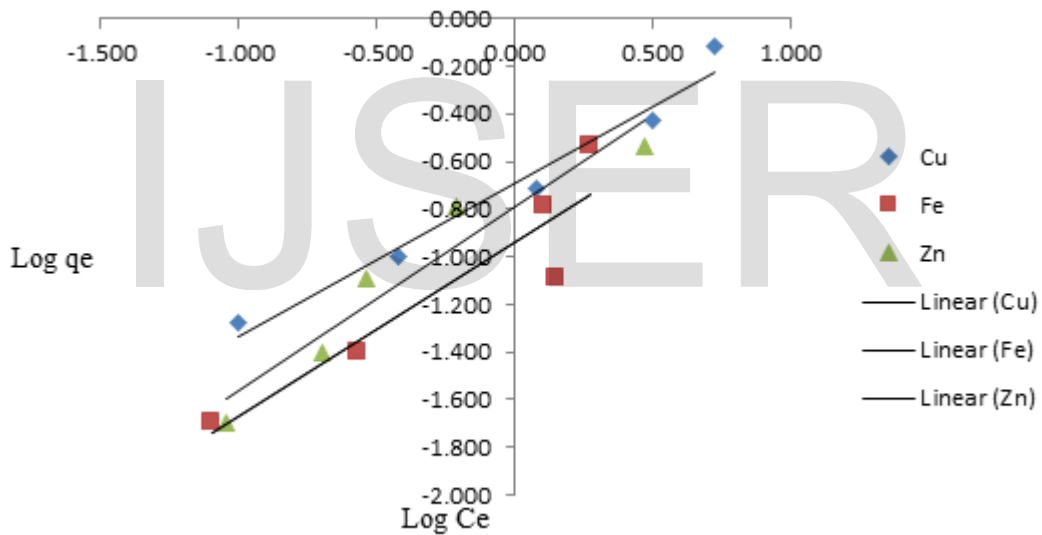 0.000
-1.500 -1.000 -0.500 0.000 0.500 1.000
-0.200
-0.400
-0.600
-0.800
-1.000
-1.200
-1.400
-1.600
-1.800
-2.000
Log qe
Log Ce
Cu
Fe
Zn
Linear (Cu)
Linear (Fe)
Linear (Zn)
IJSER